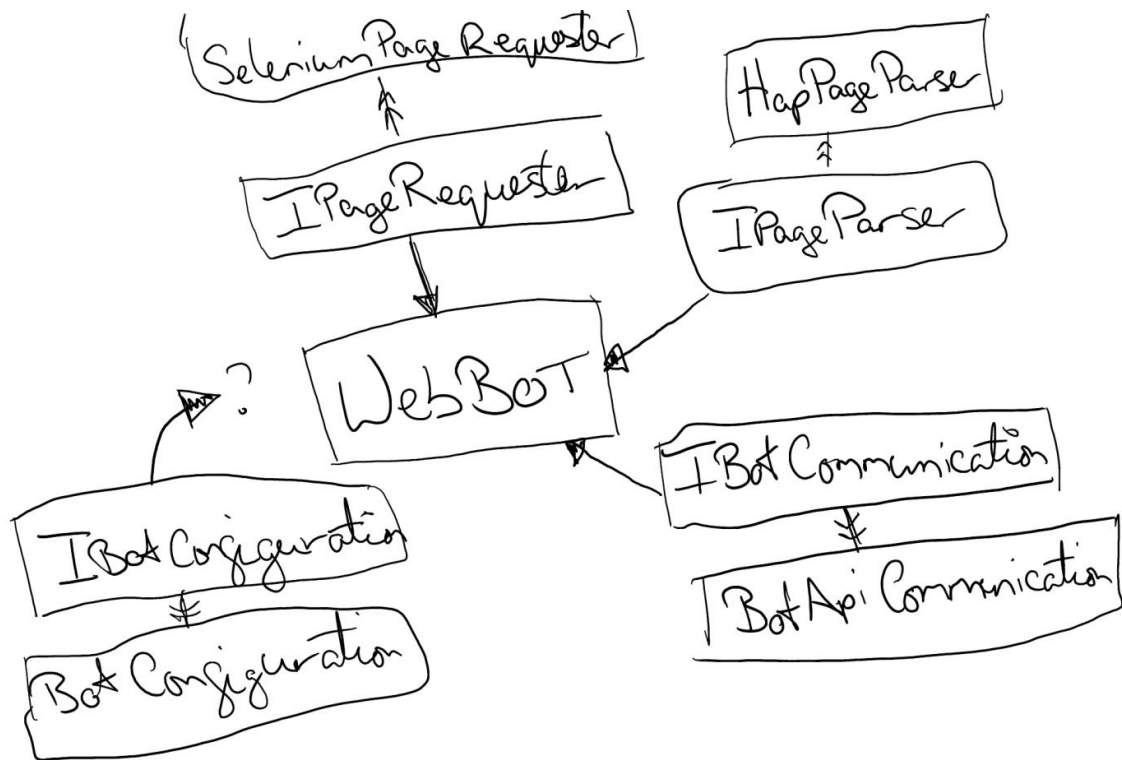 SeleniumPageRequester
HapPageParser
IPageRequester
IPageParser
WebBOT
?
IBotCommunication
IBotConfiguration
BotApiCommunication
BotConfiguration